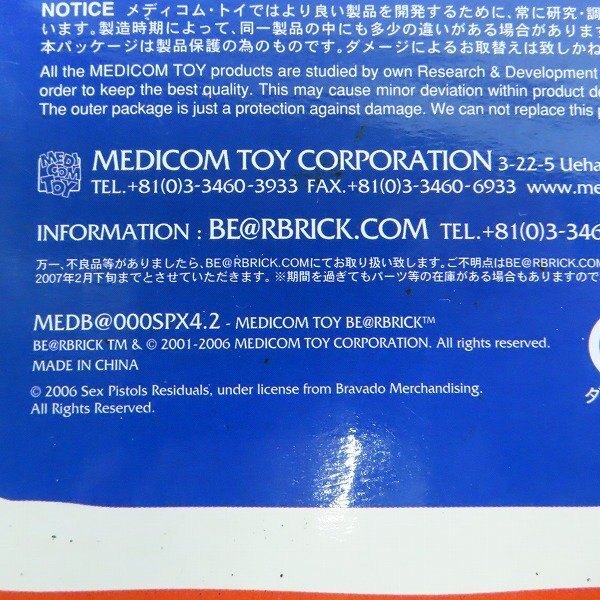 NOTICE メディコム・トイではより良い製品を開発するために、常に研究・調
います。製造時期によって、同一製品の中にも多少の違いがある場合があります
本パッケージは製品保護の為のものです。ダメージによるお取替えは致しかね
All the MEDICOM TOY products are studied by own Research & Development
order to keep the best quality. This may cause minor deviation within product de
The outer package is just a protection against damage. We can not replace this p
MEDI COM TOY MEDICOM TOY CORPORATION 3-22-5 Ueha
TEL.+81(0)3-3460-3933 FAX.+81(0)3-3460-6933 www.me
INFORMATION : BE@RBRICK.COM TEL.+81(0)3-346
万一、不良品等がありましたら、BE@RBRICK.COMにてお取り扱い致します。ご不明点はBE@RBRICK.COM
2007年2月下旬までとさせていただきます。※期間を過ぎてもパーツ等の在庫がある場合もありますので
MEDB@000SPX4.2 - MEDICOM TOY BE@RBRICK™
BE@RBRICK TM & © 2001-2006 MEDICOM TOY CORPORATION. All rights reserved.
MADE IN CHINA
© 2006 Sex Pistols Residuals, under license from Bravado Merchandising.
All Rights Reserved.
ダ